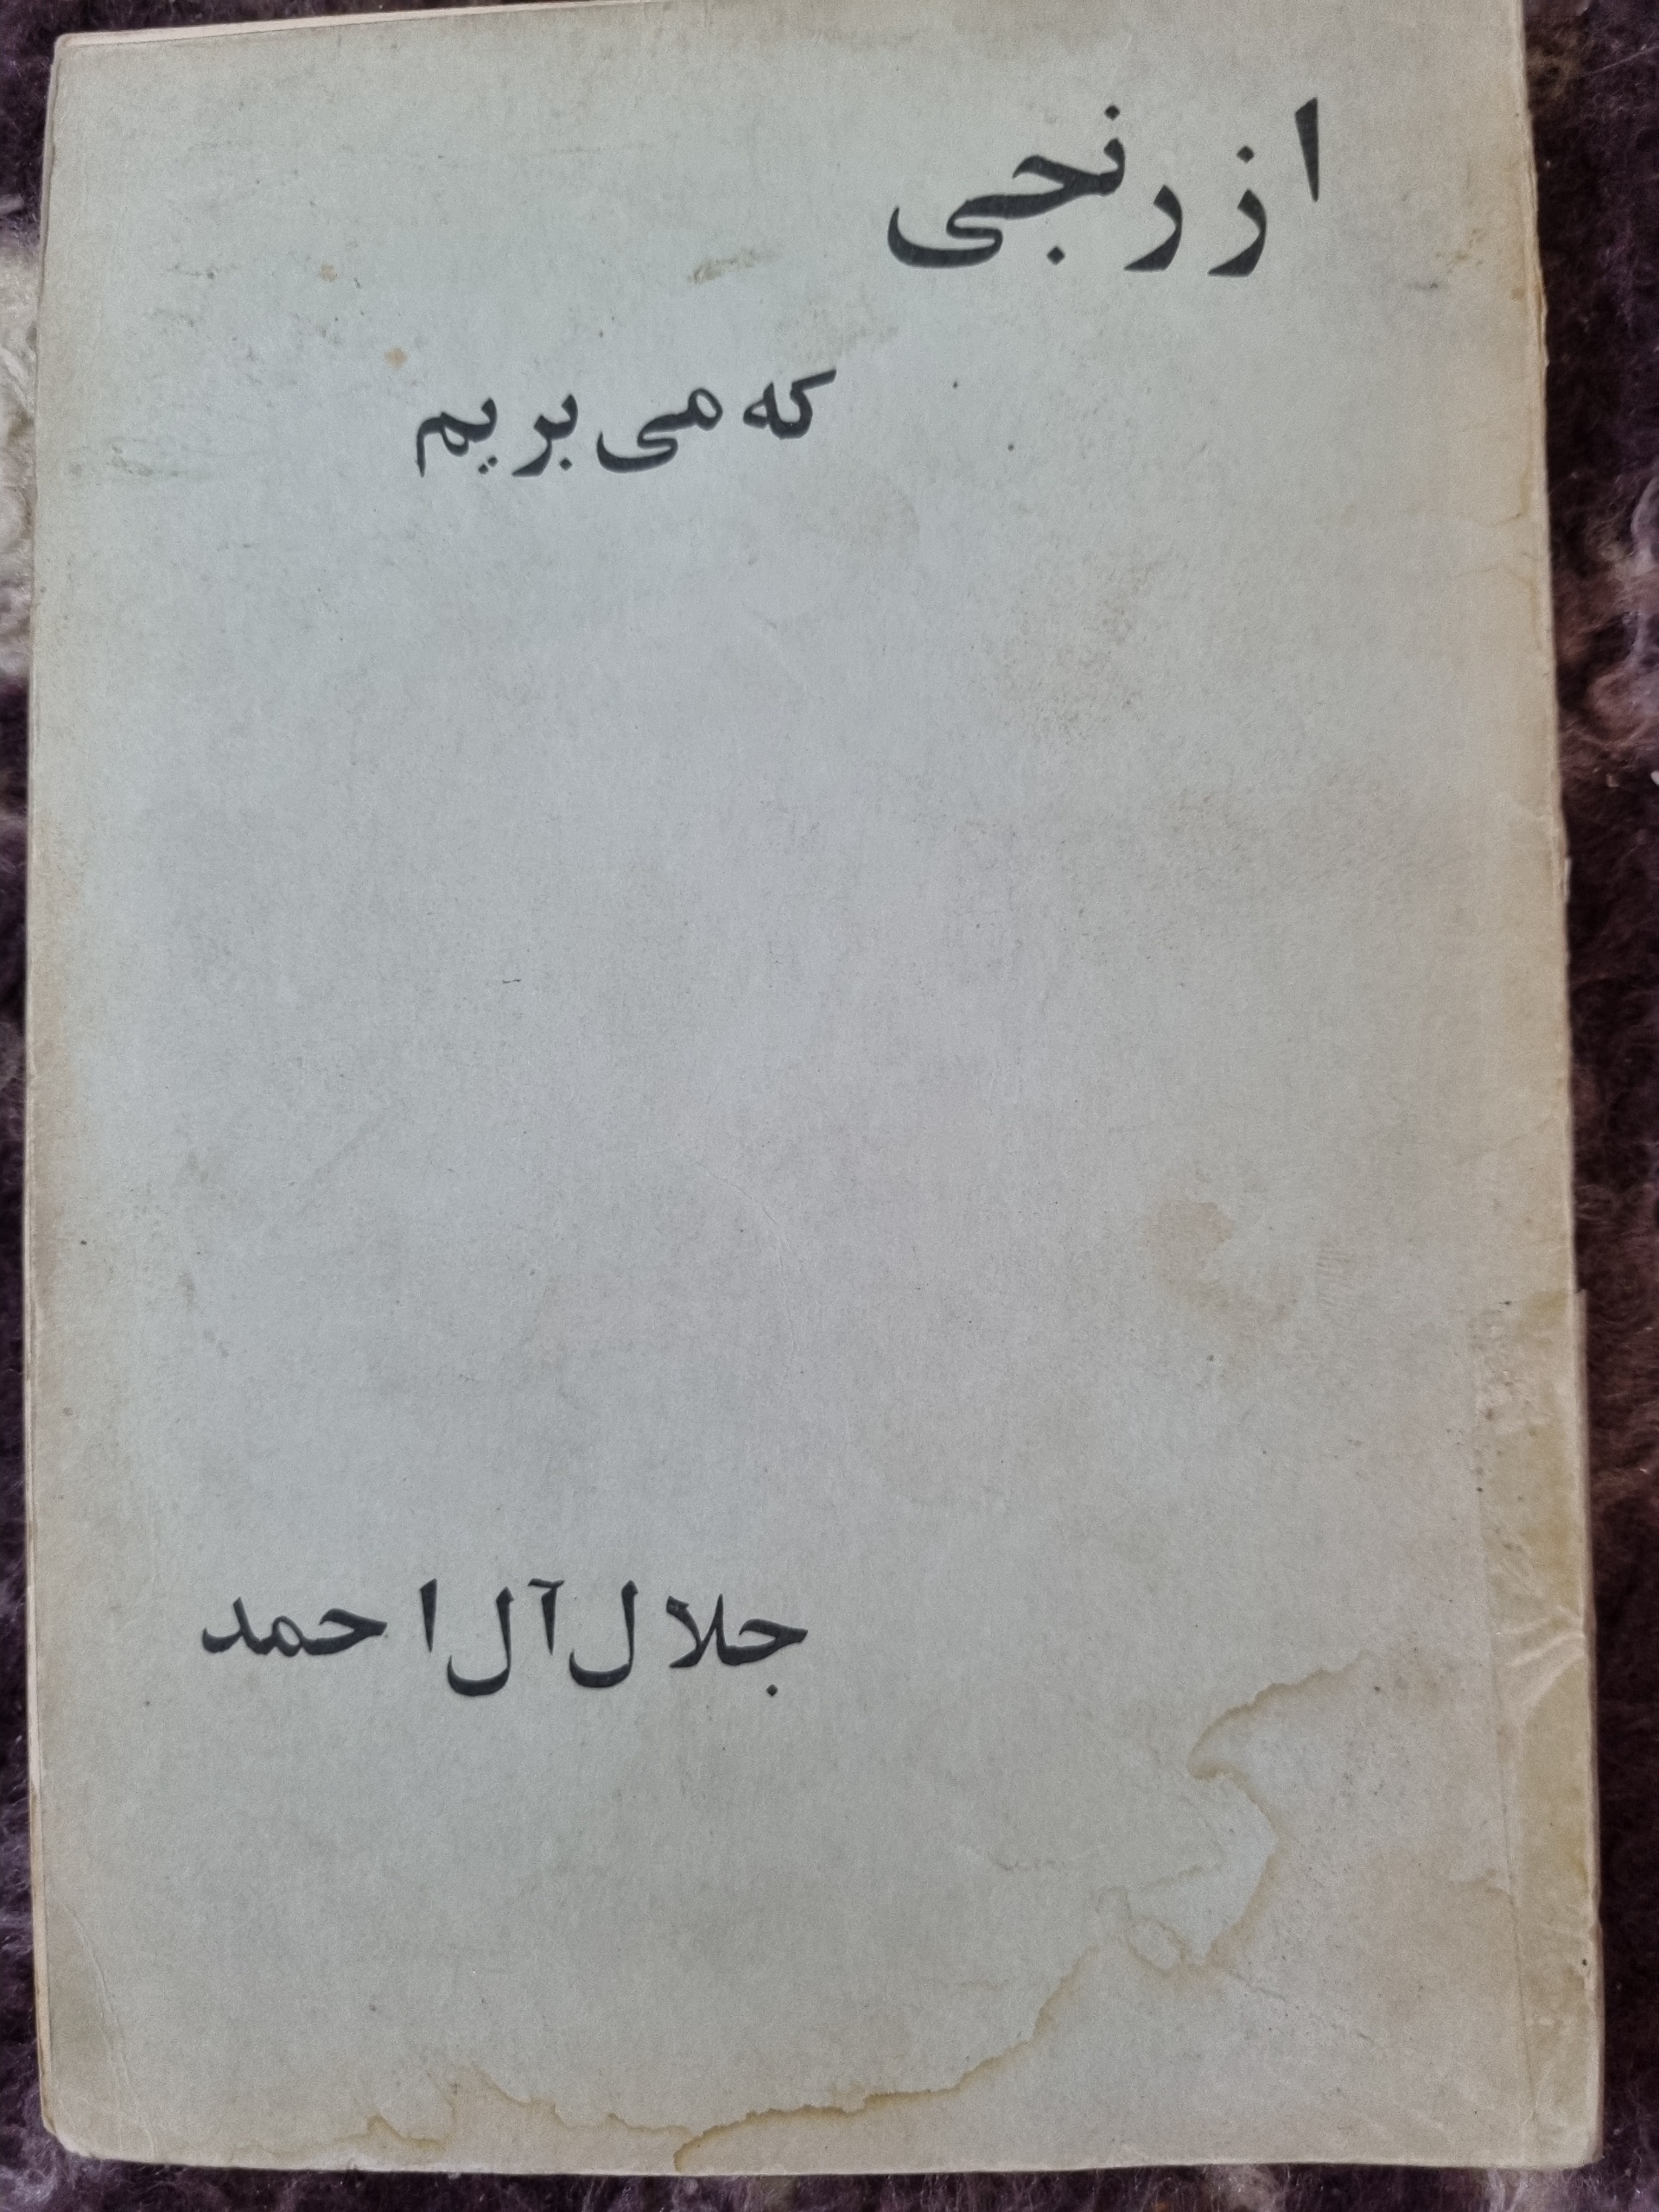 از رنجی
که می بریم
جلال آل احمد